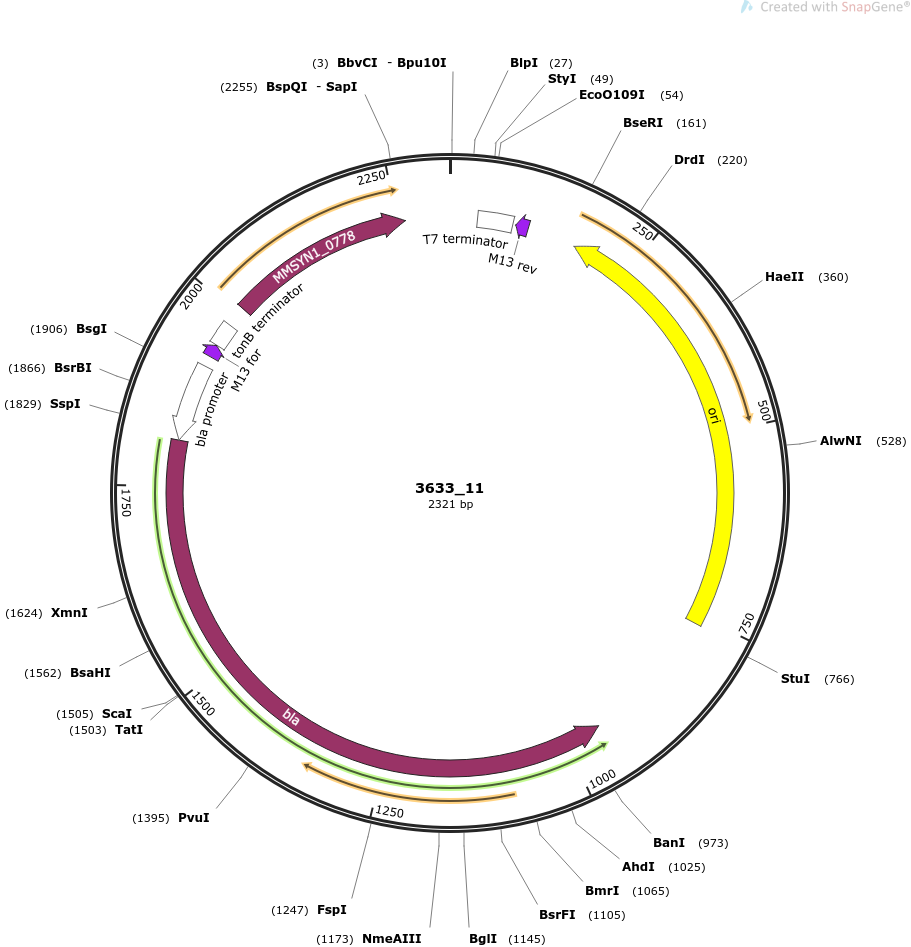 Created with SnapGene®
(3) BbvCI - Bpu10I
(2255) BspQI - SapI
BlpI (27)
StyI (49)
EcoO109I (54)
BseRI (161)
DrdI (220)
HaeII (360)
AlwNI (528)
StuI (766)
BanI (973)
AhdI (1025)
BmrI (1065)
BsrFI (1105)
BglI (1145)
(1173) NmeAIII
(1247) FspI
(1395) PvuI
(1503) TatI
(1505) ScaI
(1562) BsaHI
(1624) XmnI
(1829) SspI
(1866) BsrBI
(1906) BsgI
250
500
750
1000
1250
1500
1750
2000
2250
T7 terminator
M13 rev
ori
bla
bla promoter
M13 for
tonB terminator
MMSYN1_0778
3633_11
2321 bp